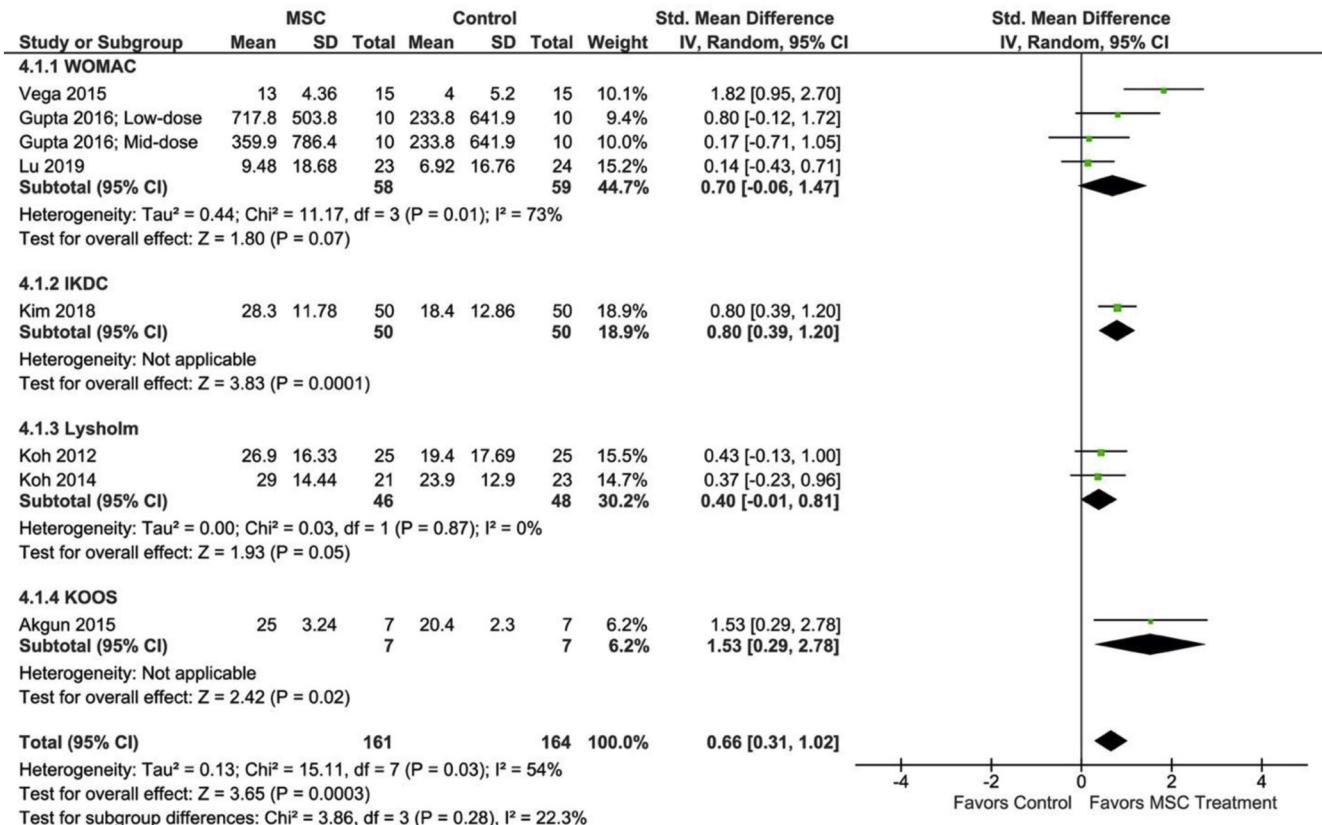 MSC Control Std. Mean Difference Std. Mean Difference
Study or Subgroup Mean SD Total Mean SD Total Weight IV, Random, 95% CI IV, Random, 95% CI
4.1.1 WOMAC
Vega 2015 13 4.36 15 4 5.2 15 10.1% 1.82 [0.95, 2.70]
Gupta 2016; Low-dose 717.8 503.8 10 233.8 641.9 10 9.4% 0.80 [-0.12, 1.72]
Gupta 2016; Mid-dose 359.9 786.4 10 233.8 641.9 10 10.0% 0.17 [-0.71, 1.05]
Lu 2019 9.48 18.68 23 6.92 16.76 24 15.2% 0.14 [-0.43, 0.71]
Subtotal (95% CI) 58 59 44.7% 0.70 [-0.06, 1.47]
Heterogeneity: Tau² = 0.44; Chi² = 11.17, df = 3 (P = 0.01); I² = 73%
Test for overall effect: Z = 1.80 (P = 0.07)
4.1.2 IKDC
Kim 2018 28.3 11.78 50 18.4 12.86 50 18.9% 0.80 [0.39, 1.20]
Subtotal (95% CI) 50 50 18.9% 0.80 [0.39, 1.20]
Heterogeneity: Not applicable
Test for overall effect: Z = 3.83 (P = 0.0001)
4.1.3 Lysholm
Koh 2012 26.9 16.33 25 19.4 17.69 25 15.5% 0.43 [-0.13, 1.00]
Koh 2014 29 14.44 21 23.9 12.9 23 14.7% 0.37 [-0.23, 0.96]
Subtotal (95% CI) 46 48 30.2% 0.40 [-0.01, 0.81]
Heterogeneity: Tau² = 0.00; Chi² = 0.03, df = 1 (P = 0.87); I² = 0%
Test for overall effect: Z = 1.93 (P = 0.05)
4.1.4 KOOS
Akgun 2015 25 3.24 7 20.4 2.3 7 6.2% 1.53 [0.29, 2.78]
Subtotal (95% CI) 7 7 6.2% 1.53 [0.29, 2.78]
Heterogeneity: Not applicable
Test for overall effect: Z = 2.42 (P = 0.02)
Total (95% CI) 161 164 100.0% 0.66 [0.31, 1.02]
Heterogeneity: Tau² = 0.13; Chi² = 15.11, df = 7 (P = 0.03); I² = 54%
Test for overall effect: Z = 3.65 (P = 0.0003)
Test for subgroup differences: Chi² = 3.86, df = 3 (P = 0.28), I² = 22.3%
-4 -2 0 2 4
Favors Control Favors MSC Treatment